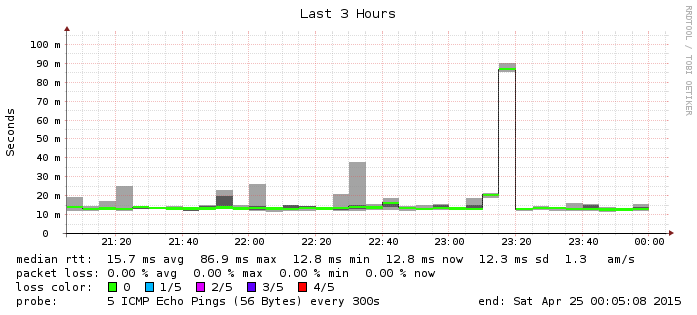 Last 3 Hours
RRDTOOL / TOBI OETIKER
Seconds
100 m
90 m
80 m
70 m
60 m
50 m
40 m
30 m
20 m
10 m
0
21:20 21:40 22:00 22:20 22:40 23:00 23:20 23:40 00:00
median rtt: 15.7 ms avg 86.9 ms max 12.8 ms min 12.8 ms now 12.3 ms sd 1.3 am/s
packet loss: 0.00 % avg 0.00 % max 0.00 % min 0.00 % now
loss color: 0 1/5 2/5 3/5 4/5
probe: 5 ICMP Echo Pings (56 Bytes) every 300s end: Sat Apr 25 00:05:08 2015